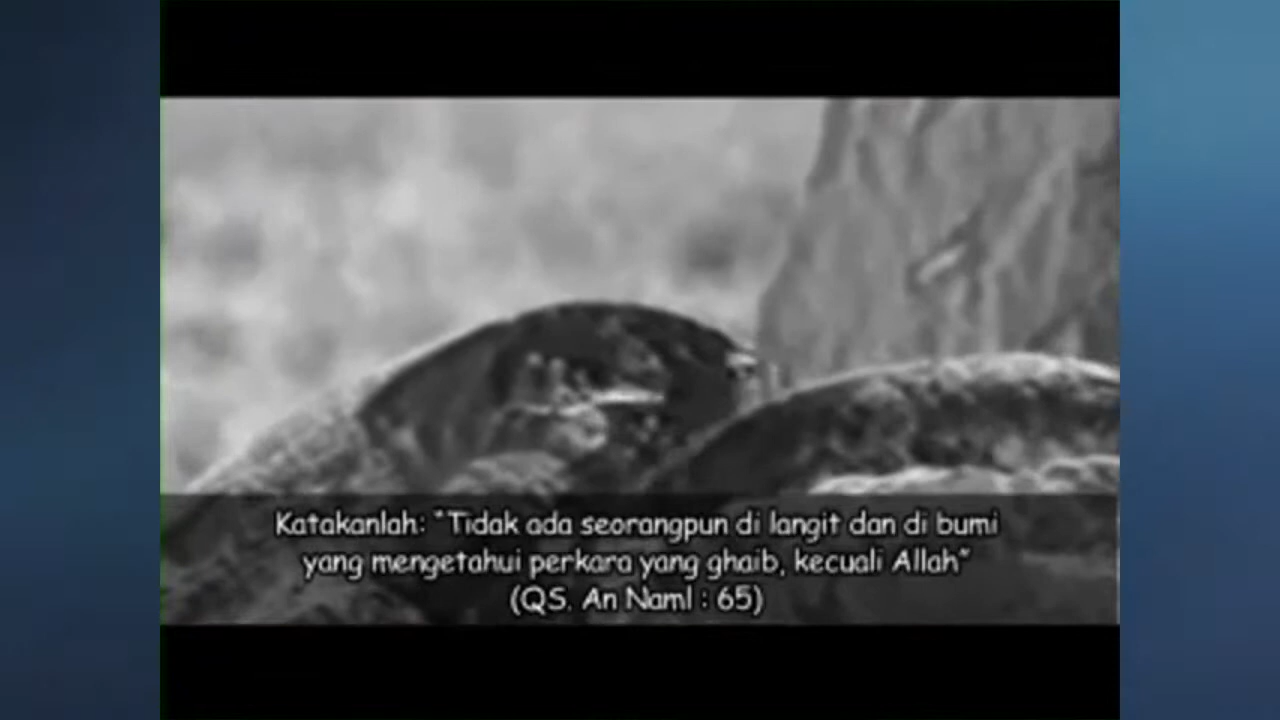 Katakanlah: "Tidak ada seorangpun di langit dan di bumi
yang mengetahui perkara yang ghaib, kecuali Allah"
(QS. An Naml : 65)